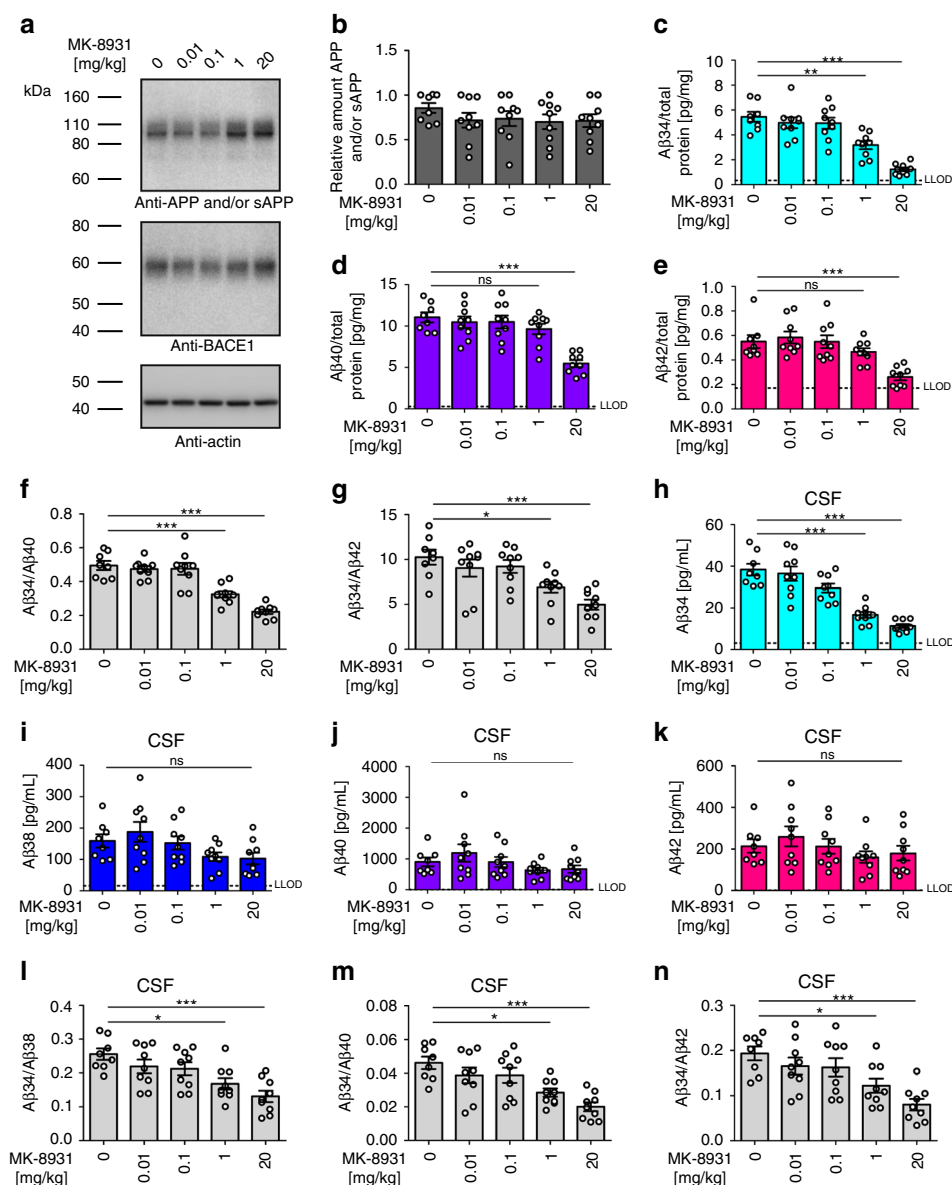 a
MK-8931
[mg/kg]
0 0.01 0.1 1 20
kDa
160
110
80
60
Anti-APP and/or sAPP
80
60
50
40
Anti-BACE1
50
40
Anti-actin
b
Relative amount APP
and/or sAPP
1.5
1.0
0.5
0.0
MK-8931
[mg/kg]
0 0.01 0.1 1 20
c
Aβ34/total
protein [pg/mg]
10
8
6
4
2
0
***
**
LLOD
MK-8931
[mg/kg]
0 0.01 0.1 1 20
d
Aβ40/total
protein [pg/mg]
15
10
5
0
***
ns
LLOD
MK-8931
[mg/kg]
0 0.01 0.1 1 20
e
Aβ42/total
protein [pg/mg]
1.0
0.8
0.6
0.4
0.2
0.0
***
ns
LLOD
MK-8931
[mg/kg]
0 0.01 0.1 1 20
f
Aβ34/Aβ40
0.8
0.6
0.4
0.2
0.0
***
***
MK-8931
[mg/kg]
0 0.01 0.1 1 20
g
Aβ34/Aβ42
15
10
5
0
***
*
MK-8931
[mg/kg]
0 0.01 0.1 1 20
h
CSF
Aβ34 [pg/mL]
60
40
20
0
***
***
LLOD
MK-8931
[mg/kg]
0 0.01 0.1 1 20
i
CSF
Aβ38 [pg/mL]
400
300
200
100
0
ns
LLOD
MK-8931
[mg/kg]
0 0.01 0.1 1 20
j
CSF
Aβ40 [pg/mL]
4000
3000
2000
1000
0
ns
LLOD
MK-8931
[mg/kg]
0 0.01 0.1 1 20
k
CSF
Aβ42 [pg/mL]
600
400
200
0
ns
LLOD
MK-8931
[mg/kg]
0 0.01 0.1 1 20
l
CSF
Aβ34/Aβ38
0.4
0.3
0.2
0.1
0.0
***
*
MK-8931
[mg/kg]
0 0.01 0.1 1 20
m
CSF
Aβ34/Aβ40
0.08
0.06
0.04
0.02
0.00
***
*
MK-8931
[mg/kg]
0 0.01 0.1 1 20
n
CSF
Aβ34/Aβ42
0.3
0.2
0.1
0.0
***
*
MK-8931
[mg/kg]
0 0.01 0.1 1 20